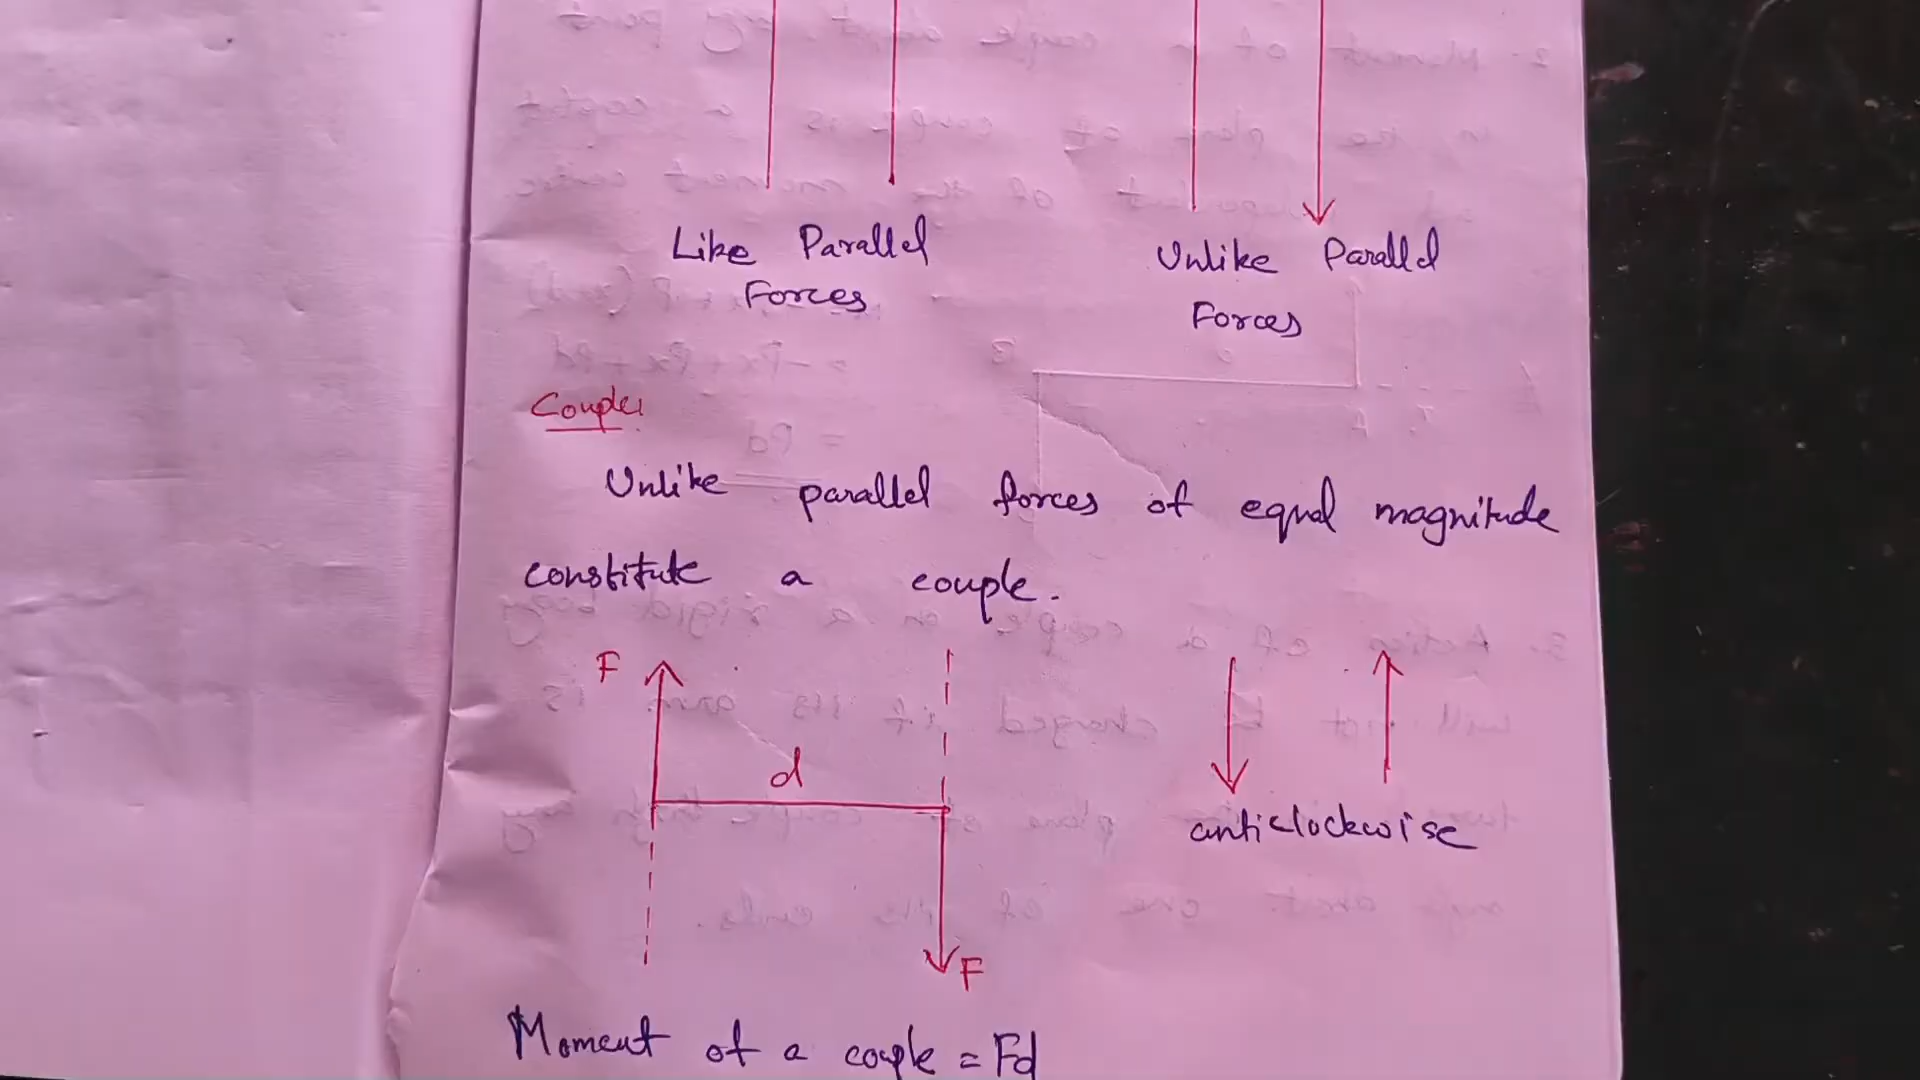 Like Parallel
Forces
Unlike Parallel
Forces
Couple:
Unlike parallel forces of equal magnitude
constitute a couple.
F
d
F
anticlockwise
Moment of a couple = Fd